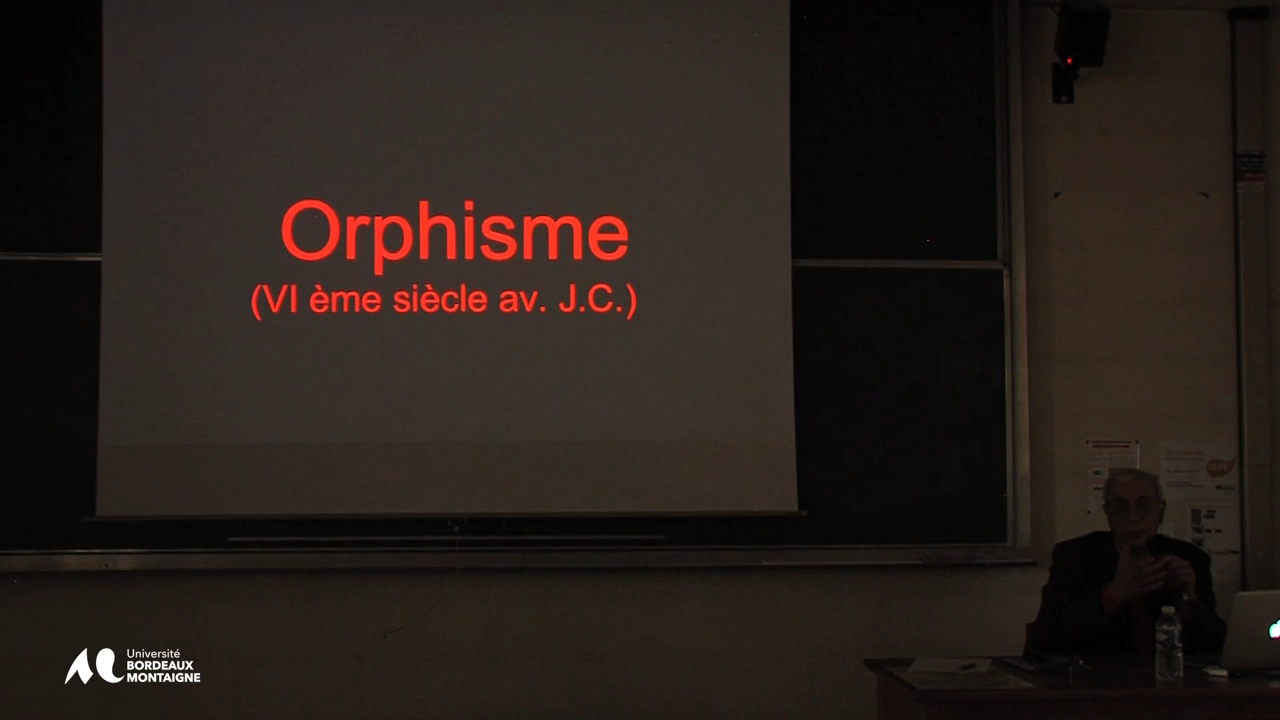 Orphisme
(VI ème siècle av. J.C.)
Université
BORDEAUX
MONTAIGNE